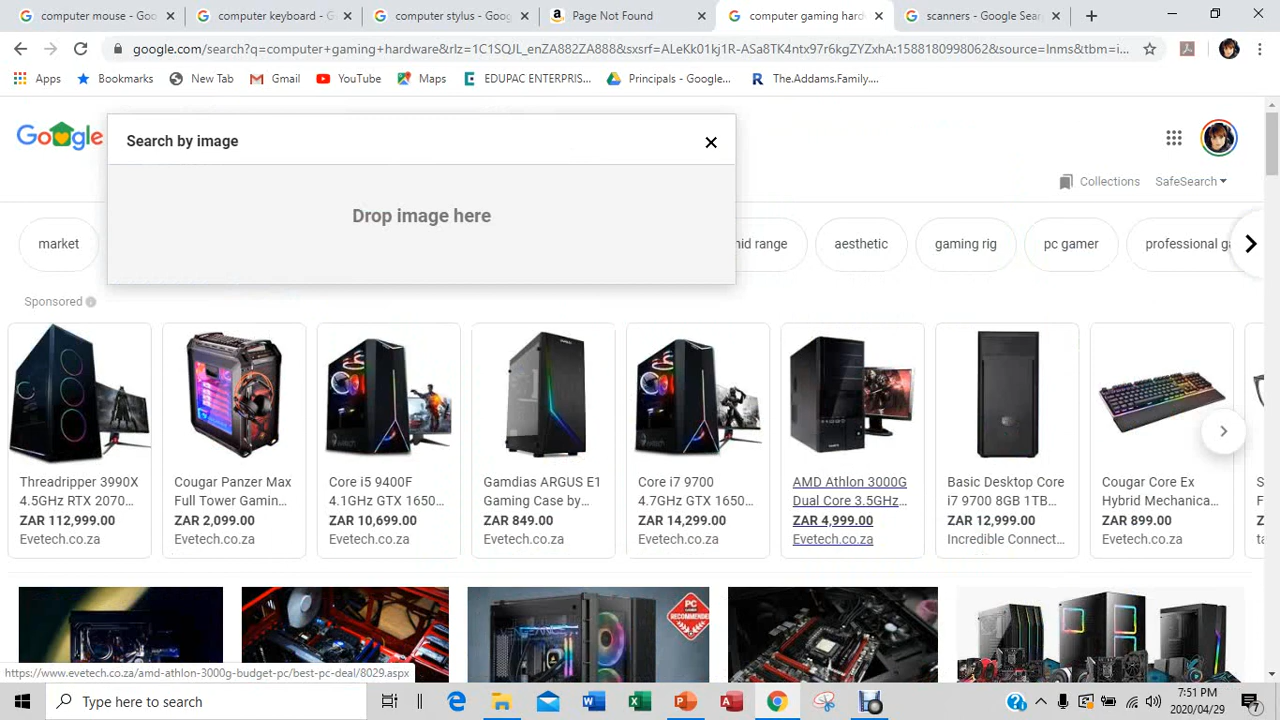 computer mouse - Goo
computer keyboard - G
computer stylus - Goog
Page Not Found
computer gaming hard
scanners - Google Sear
google.com/search?q=computer+gaming+hardware&rlz=1C1SQJL_enZA882ZA888&sxsrf=
Apps
Bookmarks
New Tab
Gmail
YouTube
Maps
EDUPAC ENTERPRIS...
Principals - Google...
The.Addams.Family....
Google
Search by image
Drop image here
Collections
SafeSearch
market
mid range
aesthetic
gaming rig
pc gamer
professional ga
Sponsored
Threadripper 3990X
4.5GHz RTX 2070
ZAR 112,999.00
Evetech.co.za
Cougar Panzer Max
Full Tower Gamin...
ZAR 2,099.00
Evetech.co.za
Core i5 9400F
4.1GHz GTX 1650...
ZAR 10,699.00
Evetech.co.za
Gamdias ARGUS E1
Gaming Case by...
ZAR 849.00
Evetech.co.za
Core i7 9700
4.7GHz GTX 1650...
ZAR 14,299.00
Evetech.co.za
AMD Athlon 3000G
Dual Core 3.5GHz...
ZAR 4,999.00
Evetech.co.za
Basic Desktop Core
i7 9700 8GB 1TB...
ZAR 12,999.00
Incredible Connect...
Cougar Core Ex
Hybrid Mechanica...
ZAR 899.00
Evetech.co.za
S
F
ta
PC
RECOMMENDED
https://www.evetech.co.za/amd-athlon-3000g-budget-pc/best-pc-deal/8029.aspx
Type here to search
7:51 PM
2020/04/29
7